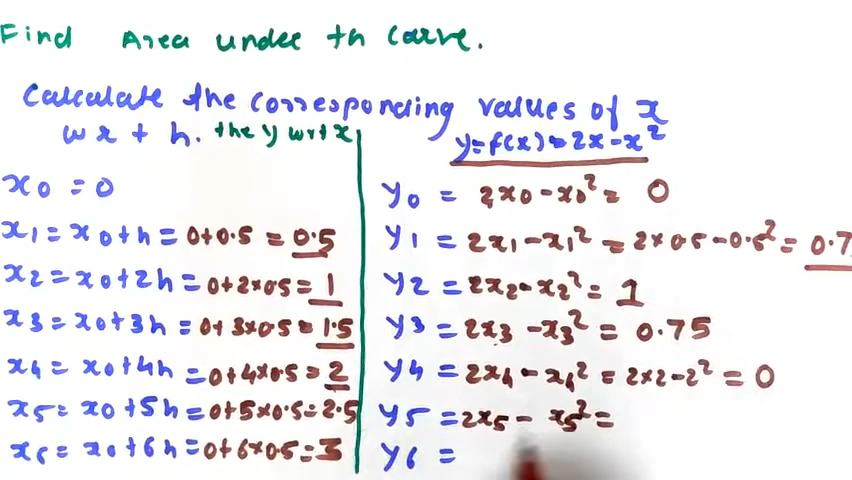 Find Area under th Carve.
Calculate the corresponding values of x
w r t h. the y wrt x
y=f(x)=2x-x²
x0 = 0
y0 = 2x0-x0² = 0
x1 = x0+h = 0+0.5 = 0.5
y1 = 2x1-x1² = 2×0.5-0.5² = 0.7
x2 = x0+2h = 0+2×0.5 = 1
y2 = 2x2-x2² = 1
x3 = x0+3h = 0+3×0.5 = 1.5
y3 = 2x3-x3² = 0.75
x4 = x0+4h = 0+4×0.5 = 2
y4 = 2x4-x4² = 2×2-2² = 0
x5 = x0+5h = 0+5×0.5 = 2.5
y5 = 2x5-x5² =
x6 = x0+6h = 0+6×0.5 = 3
y6 =